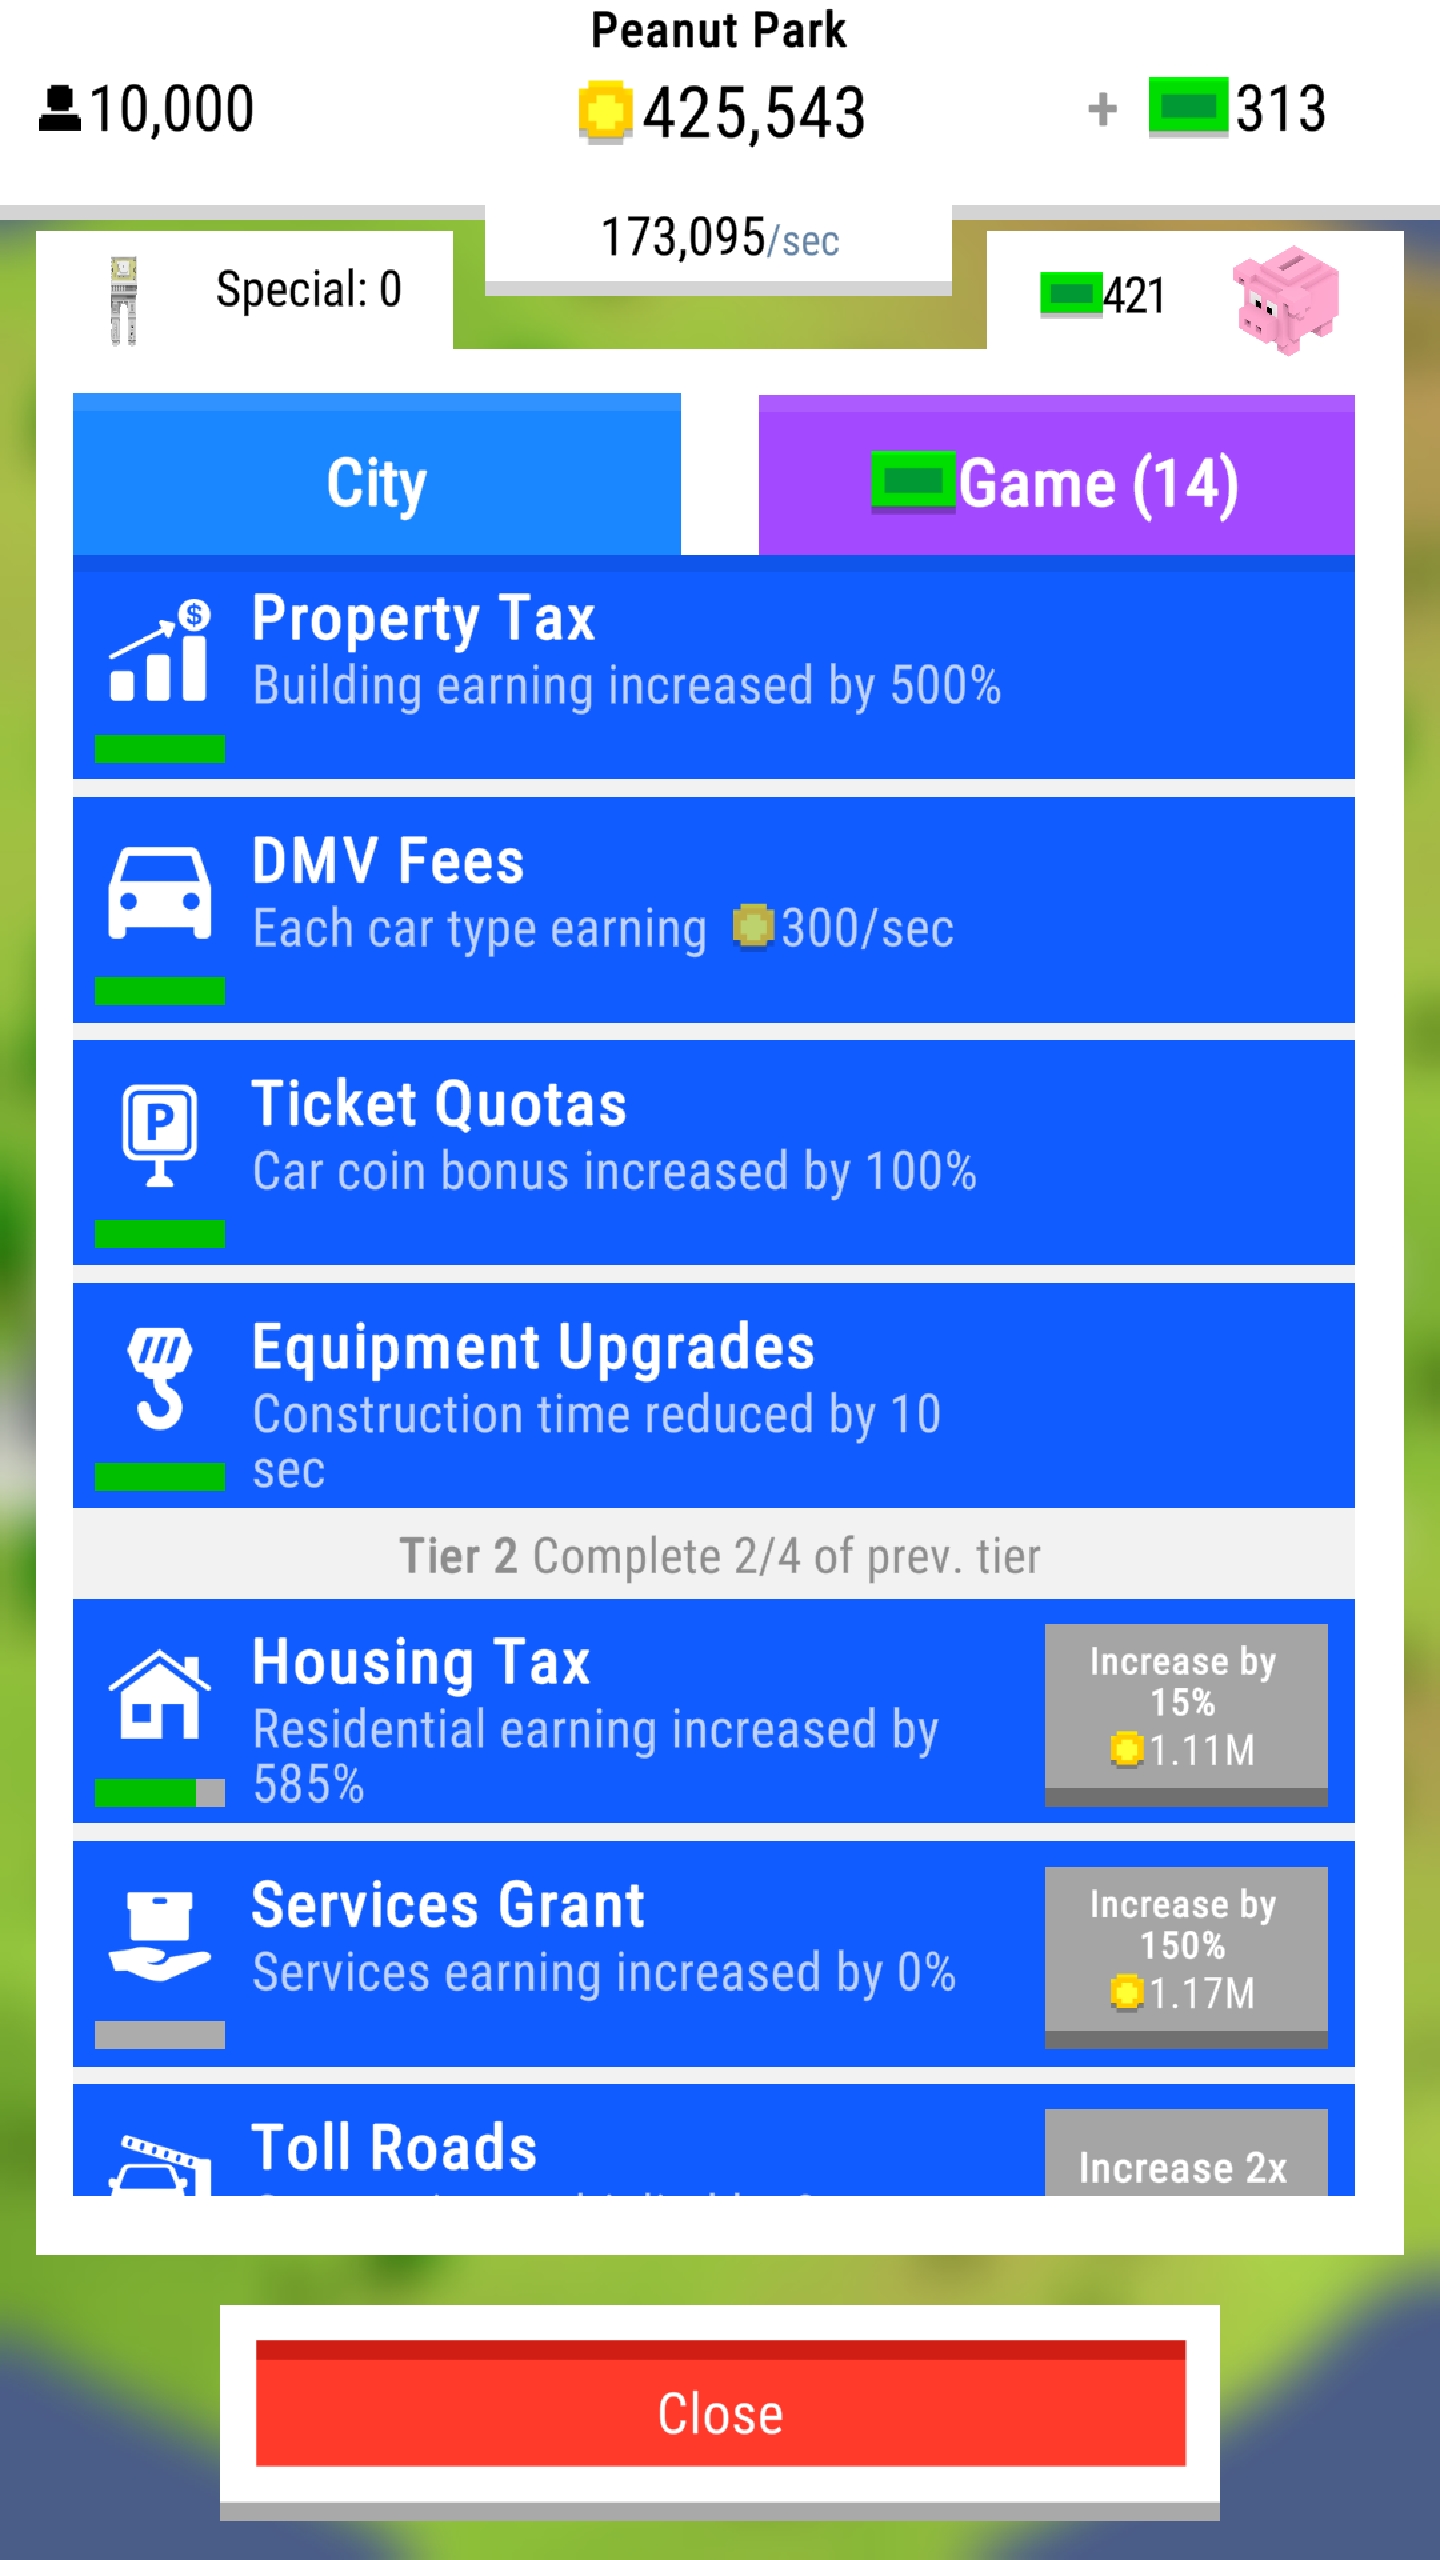 Peanut Park
10,000
425,543
+ 313
173,095/sec
Special: 0
421
City
Game (14)
Property Tax
Building earning increased by 500%
DMV Fees
Each car type earning 300/sec
Ticket Quotas
Car coin bonus increased by 100%
Equipment Upgrades
Construction time reduced by 10
sec
Tier 2 Complete 2/4 of prev. tier
Housing Tax
Residential earning increased by
585%
Increase by
15%
1.11M
Services Grant
Services earning increased by 0%
Increase by
150%
1.17M
Toll Roads
Increase 2x
Close